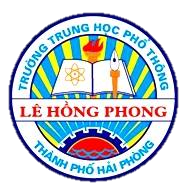 TRƯỜNG TRUNG HỌC PHỔ THÔNG
LÊ HỒNG PHONG
THÀNH PHỐ HẢI PHÒNG